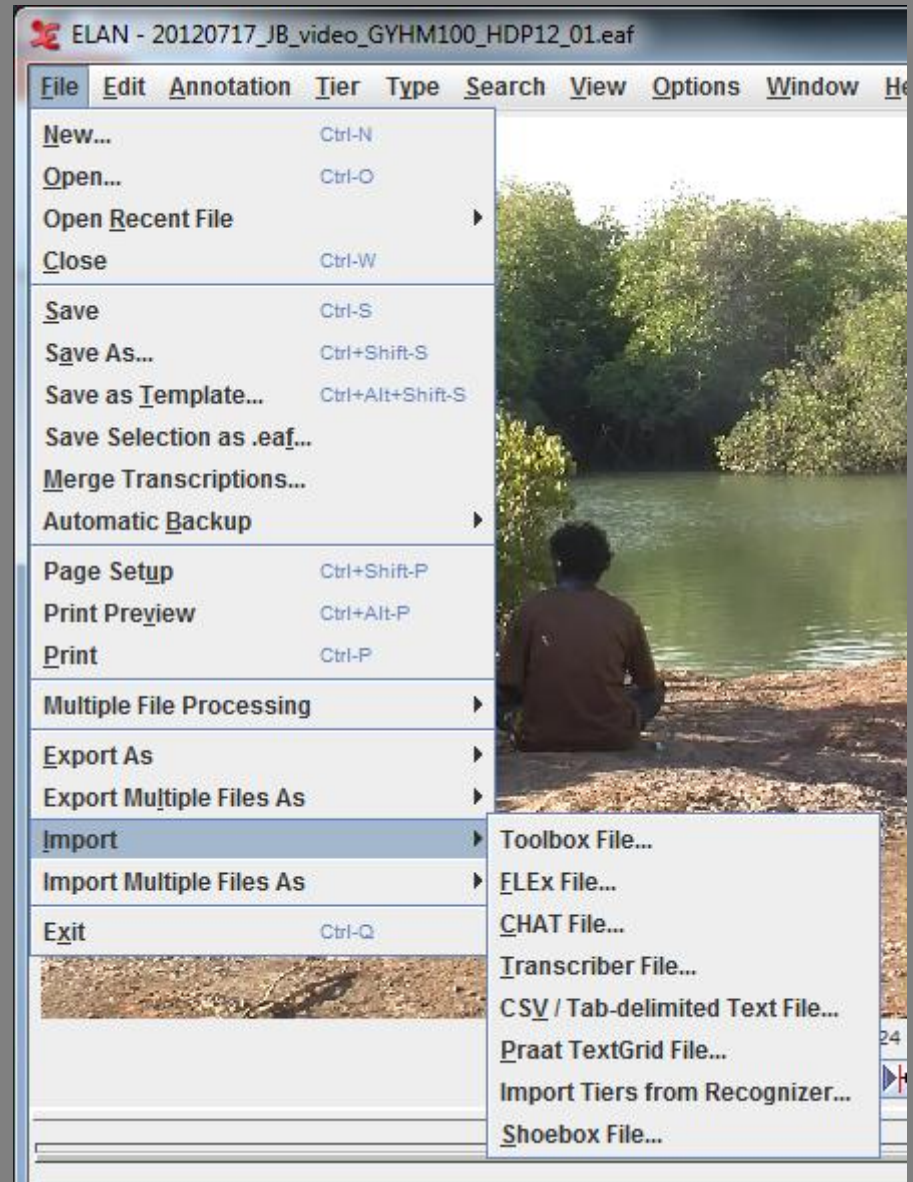 ELAN - 20120717_JB_video_GYHM100_HDP12_01.eaf
File Edit Annotation Tier Type Search View Options Window He
New... Ctrl-N
Open... Ctrl-O
Open Recent File
Close Ctrl-W
Save Ctrl-S
Save As... Ctrl+Shift-S
Save as Template... Ctrl+Alt+Shift-S
Save Selection as .eaf...
Merge Transcriptions...
Automatic Backup
Page Setup Ctrl+Shift-P
Print Preview Ctrl+Alt-P
Print Ctrl-P
Multiple File Processing
Export As
Export Multiple Files As
Import
Import Multiple Files As
Exit Ctrl-Q
Toolbox File...
FLEx File...
CHAT File...
Transcriber File...
CSV / Tab-delimited Text File...
Praat TextGrid File...
Import Tiers from Recognizer...
Shoebox File...
24